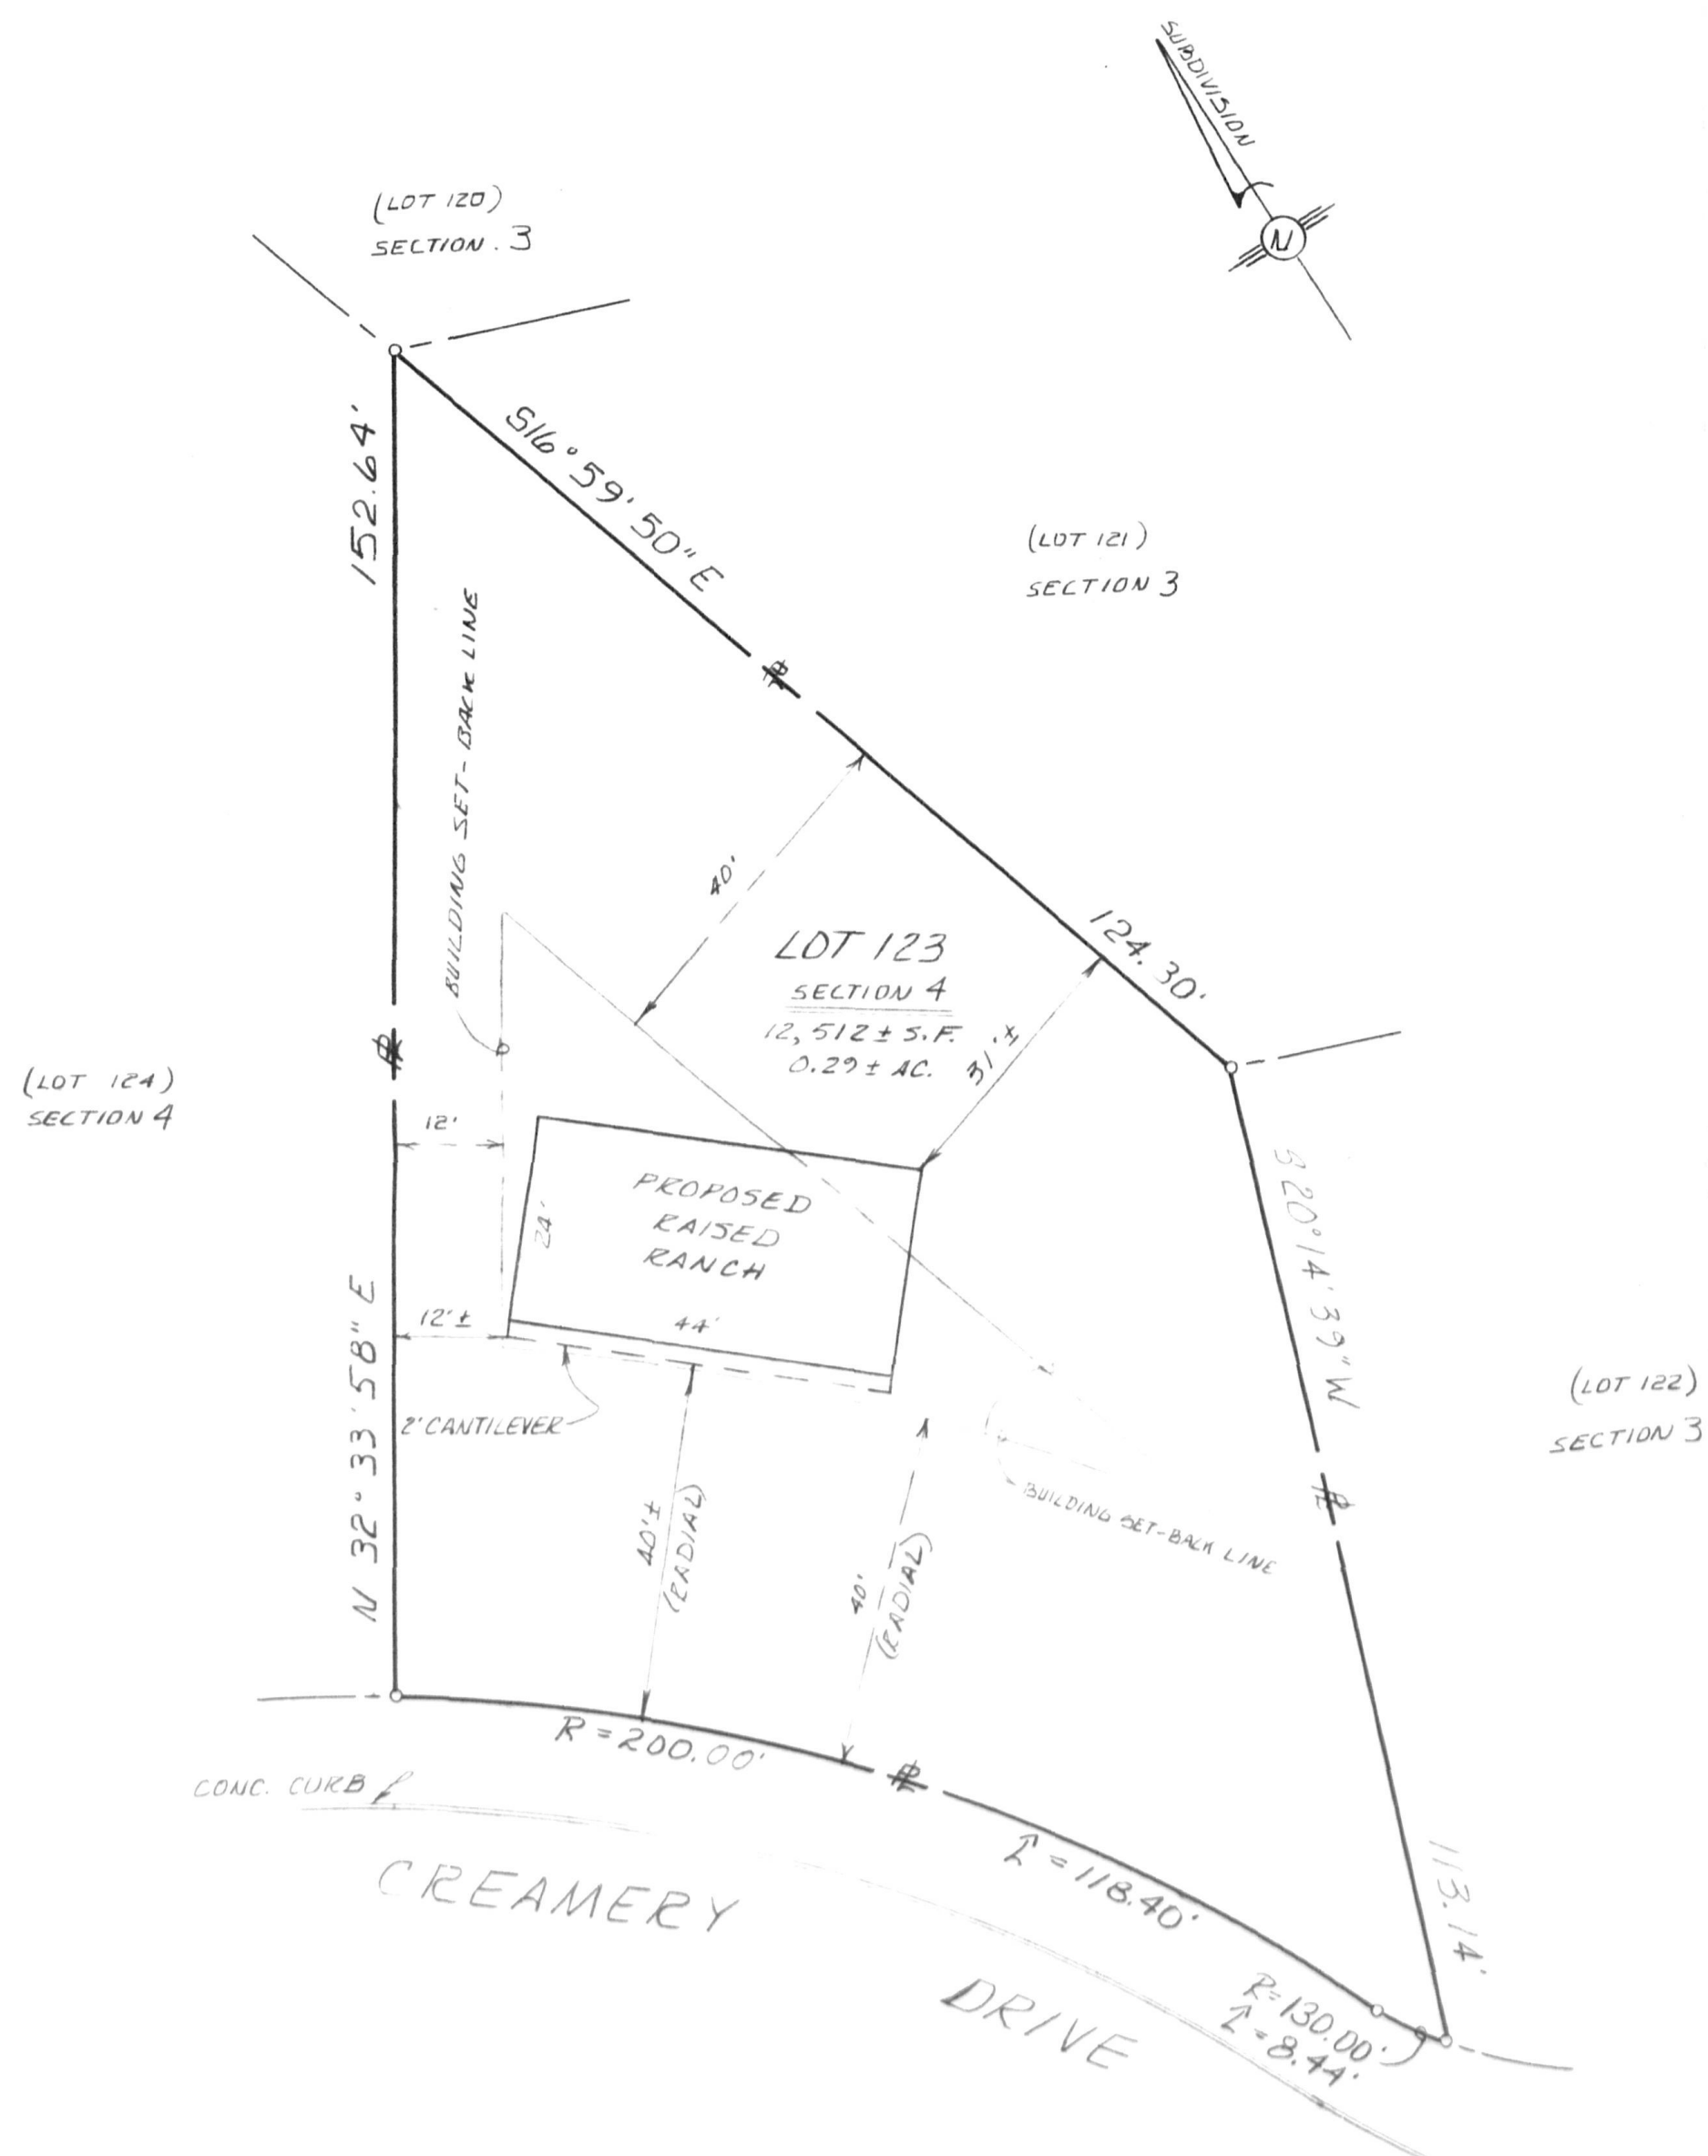 SUBDIVISION
N
(LOT 120)
SECTION. 3
152.64'
S16°59'50"E
(LOT 121)
SECTION 3
BUILDING SET-BACK LINE
40'
LOT 123
SECTION 4
12,512± S.F.
0.29± AC.
124.30'
31'±
(LOT 124)
SECTION 4
12'
PROPOSED
RAISED
RANCH
24'
44'
12'±
S20°14'39"W
N 32°33'58" E
2' CANTILEVER
(LOT 122)
SECTION 3
40'±
(RADIAL)
40'
(RADIAL)
BUILDING SET-BACK LINE
R=200.00'
CONC. CURB
L=118.40'
113.14'
CREAMERY
DRIVE
R=130.00'
L=8.44'